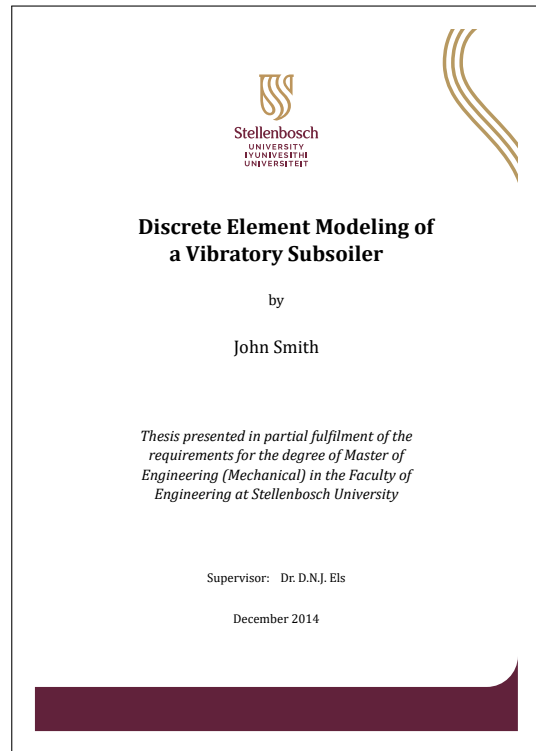 Stellenbosch
UNIVERSITY
IYUNIVESITHI
UNIVERSITEIT
Discrete Element Modeling of
a Vibratory Subsoiler
by
John Smith
Thesis presented in partial fulfilment of the
requirements for the degree of Master of
Engineering (Mechanical) in the Faculty of
Engineering at Stellenbosch University
Supervisor: Dr. D.N.J. Els
December 2014